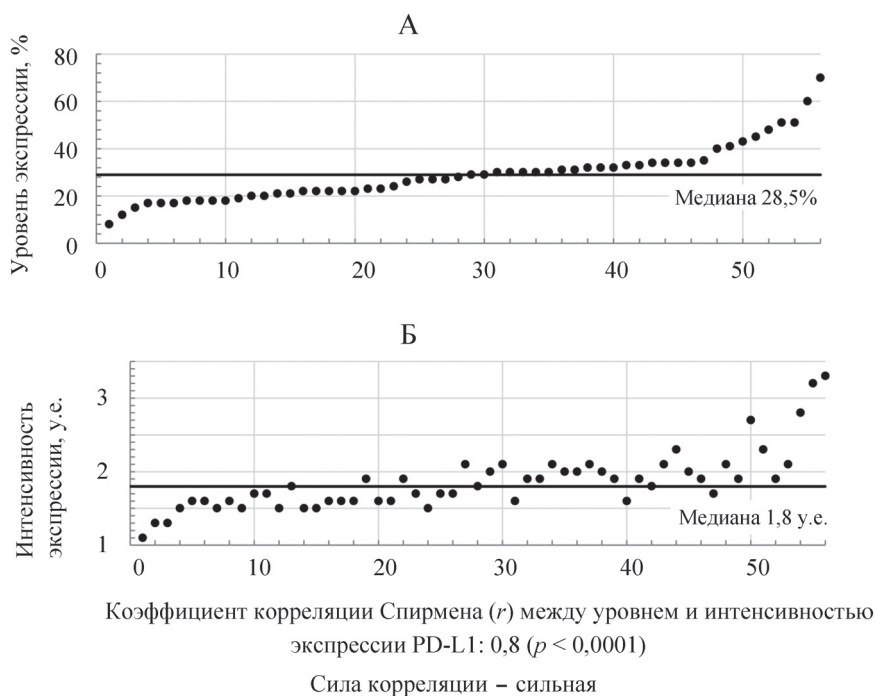 А
Уровень экспрессии, %
80
60
40
20
0
Медиана 28,5%
0 10 20 30 40 50
Б
Интенсивность
экспрессии, у.е.
3
2
1
Медиана 1,8 у.е.
0 10 20 30 40 50
Коэффициент корреляции Спирмена (r) между уровнем и интенсивностью
экспрессии PD-L1: 0,8 (p < 0,0001)
Сила корреляции – сильная